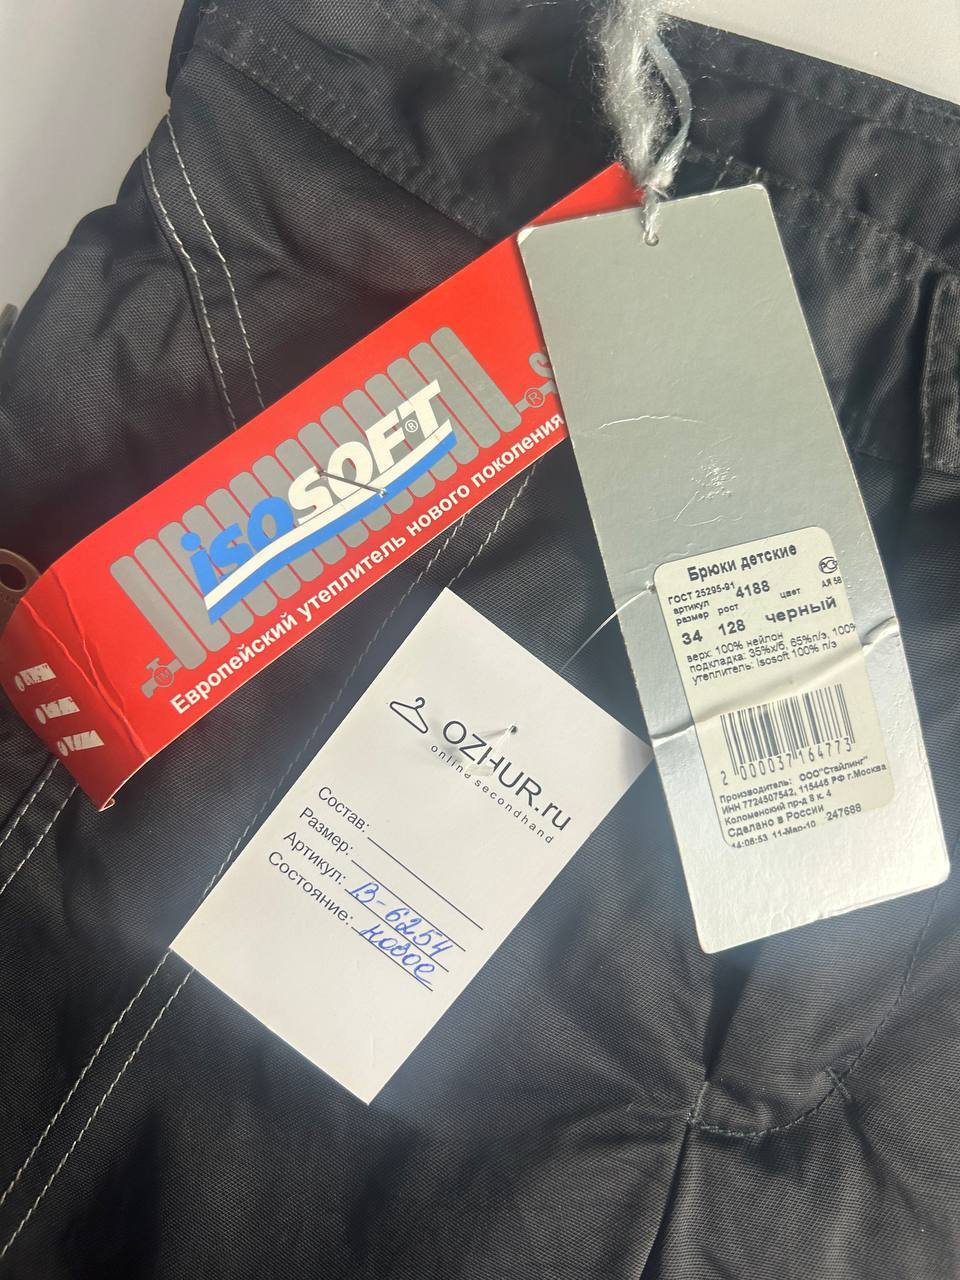 isosoft®
®
Европейский утеплитель нового поколения
Брюки детские
ГОСТ 25295-91
РСТ
АЯ 58
артикул 4188
размер рост цвет
34 128 черный
верх: 100% нейлон
подкладка: 35%х/б, 65%п/э, 100%
утеплитель: Isosoft 100% п/э
2 000037 164773
Производитель: ООО"Стайлинг"
ИНН 7724507542, 115446 РФ г.Москва
Коломенский пр-д 8 к. 4
Сделано в России
14:06:53 11-Мар-10 247688
OZHUR.ru
online secondhand
Состав:
Размер:
Артикул: В-6254
Состояние: новое